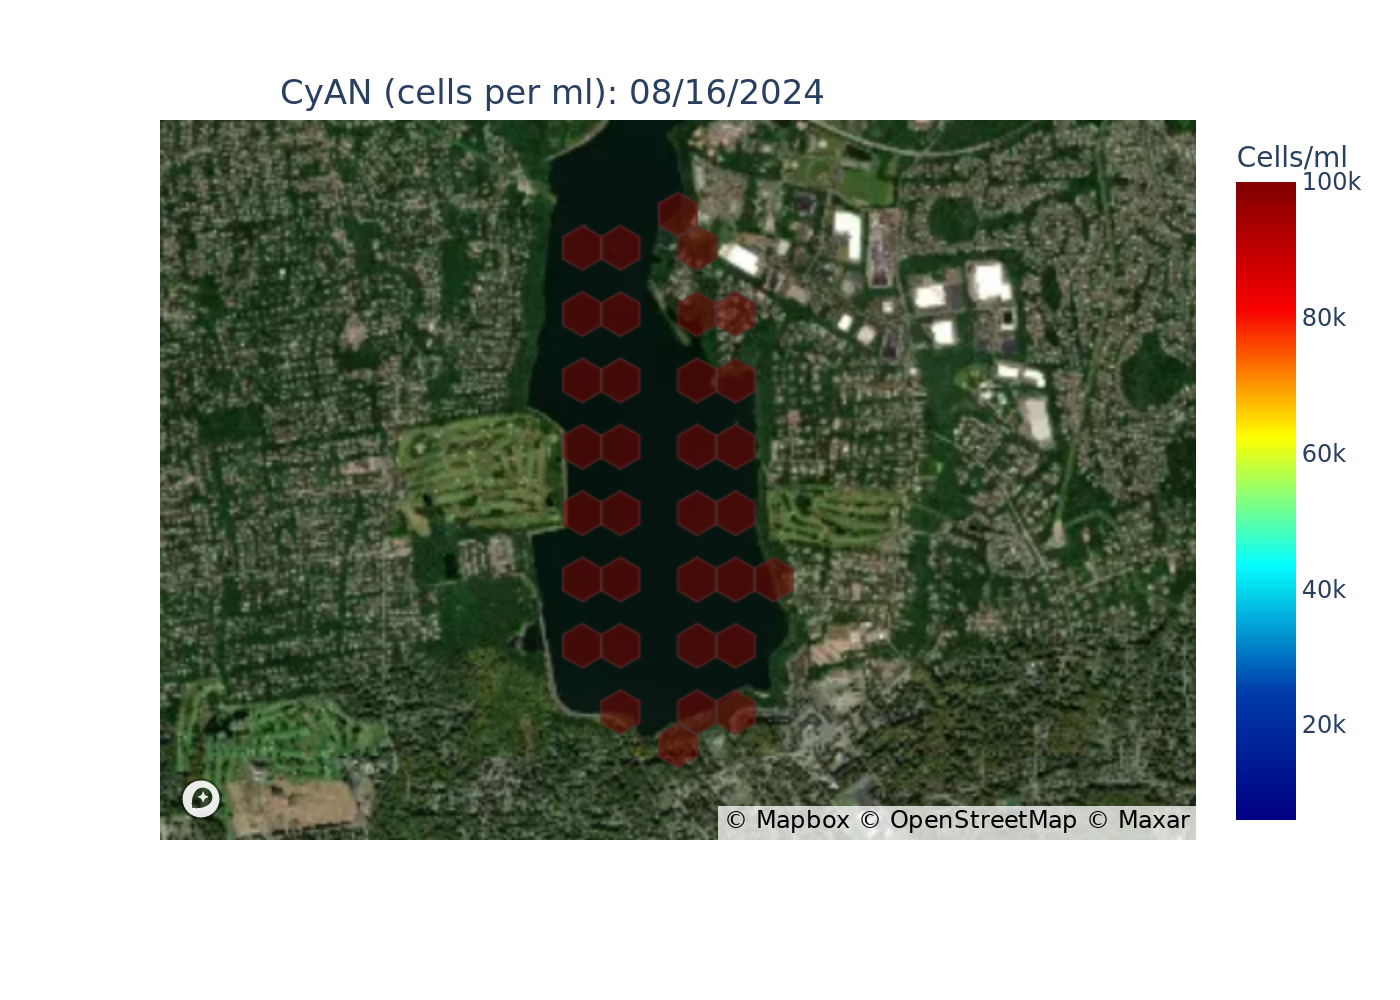 CyAN (cells per ml): 08/16/2024
Cells/ml
100k
80k
60k
40k
20k
© Mapbox © OpenStreetMap © Maxar